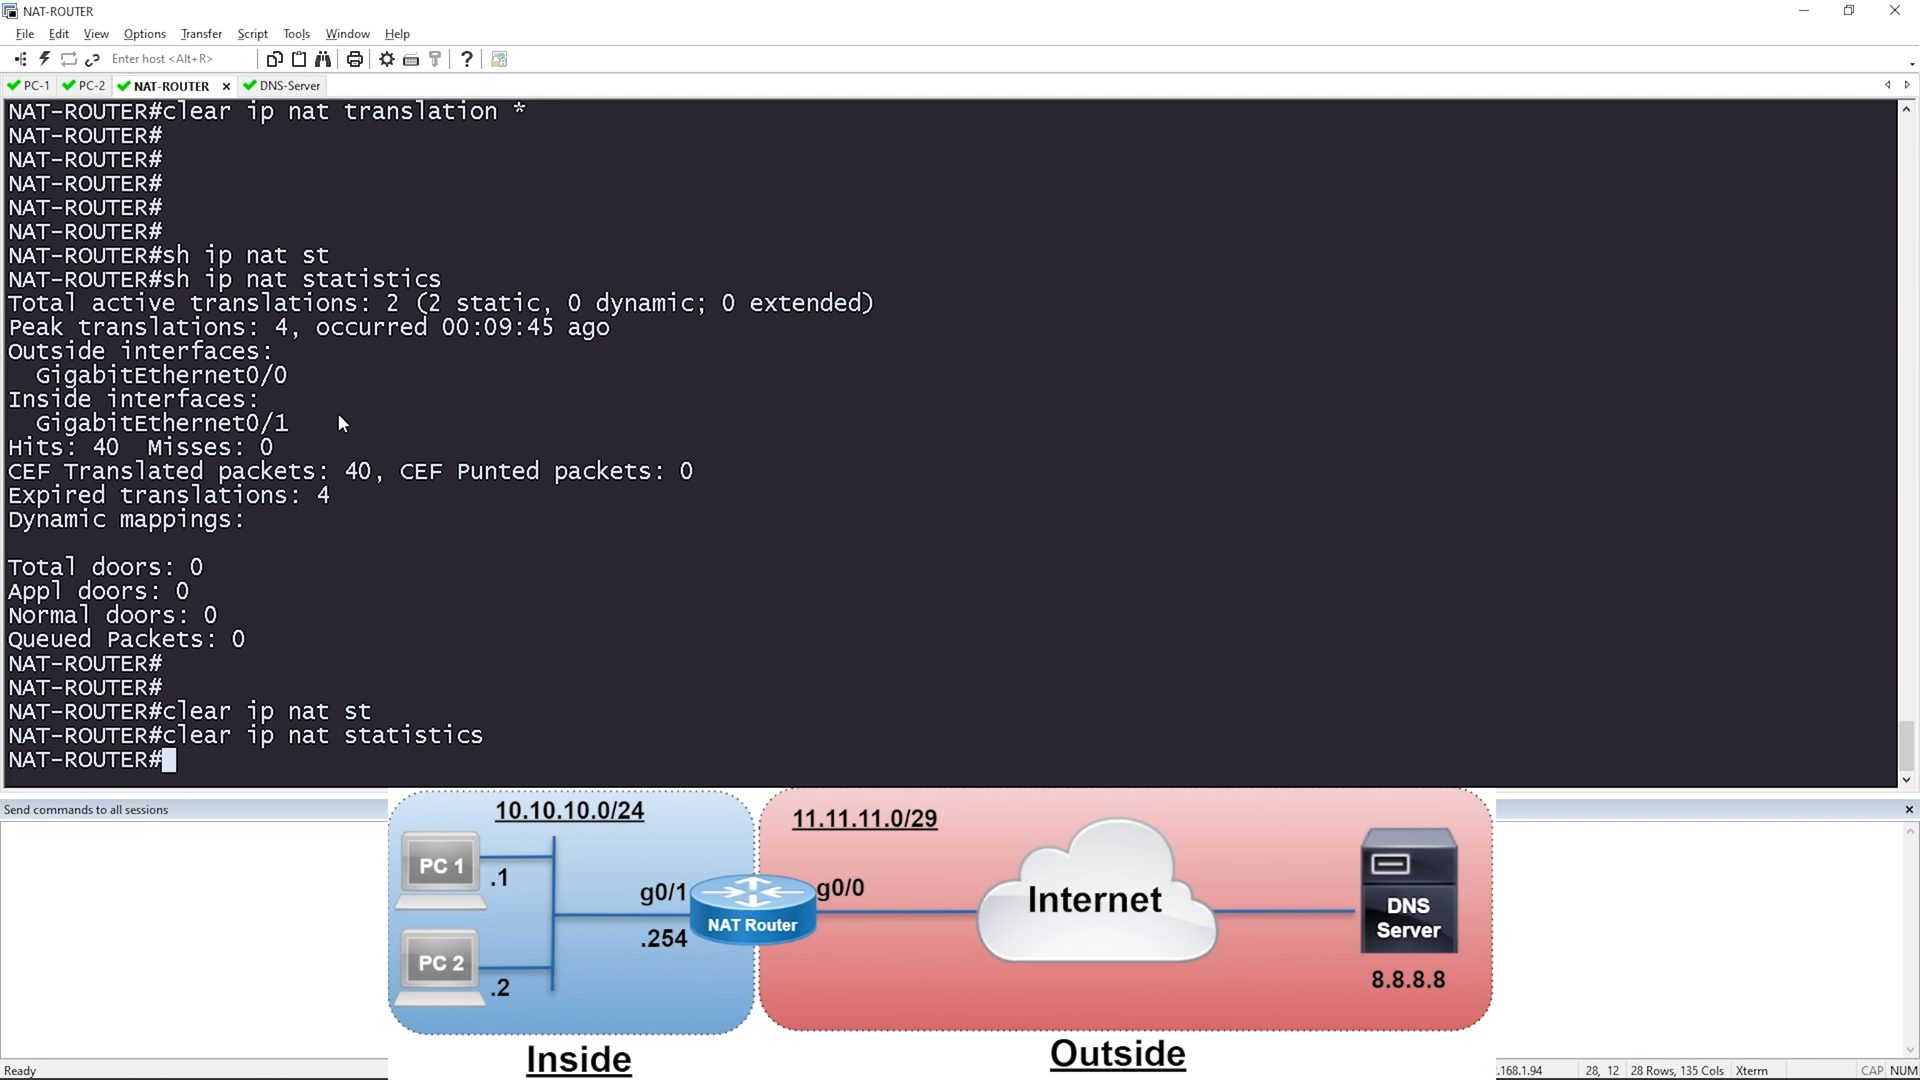 NAT-ROUTER
File Edit View Options Transfer Script Tools Window Help
Enter host <Alt+R>
PC-1 PC-2 NAT-ROUTER DNS-Server
NAT-ROUTER#clear ip nat translation *
NAT-ROUTER#
NAT-ROUTER#
NAT-ROUTER#
NAT-ROUTER#
NAT-ROUTER#
NAT-ROUTER#sh ip nat st
NAT-ROUTER#sh ip nat statistics
Total active translations: 2 (2 static, 0 dynamic; 0 extended)
Peak translations: 4, occurred 00:09:45 ago
Outside interfaces:
GigabitEthernet0/0
Inside interfaces:
GigabitEthernet0/1
Hits: 40 Misses: 0
CEF Translated packets: 40, CEF Punted packets: 0
Expired translations: 4
Dynamic mappings:
Total doors: 0
Appl doors: 0
Normal doors: 0
Queued Packets: 0
NAT-ROUTER#
NAT-ROUTER#
NAT-ROUTER#clear ip nat st
NAT-ROUTER#clear ip nat statistics
NAT-ROUTER#
Send commands to all sessions
10.10.10.0/24
11.11.11.0/29
PC 1
.1
g0/1
g0/0
NAT Router
.254
PC 2
.2
Internet
DNS
Server
8.8.8.8
Inside
Outside
Ready
.168.1.94 28, 12 28 Rows, 135 Cols Xterm CAP NUM